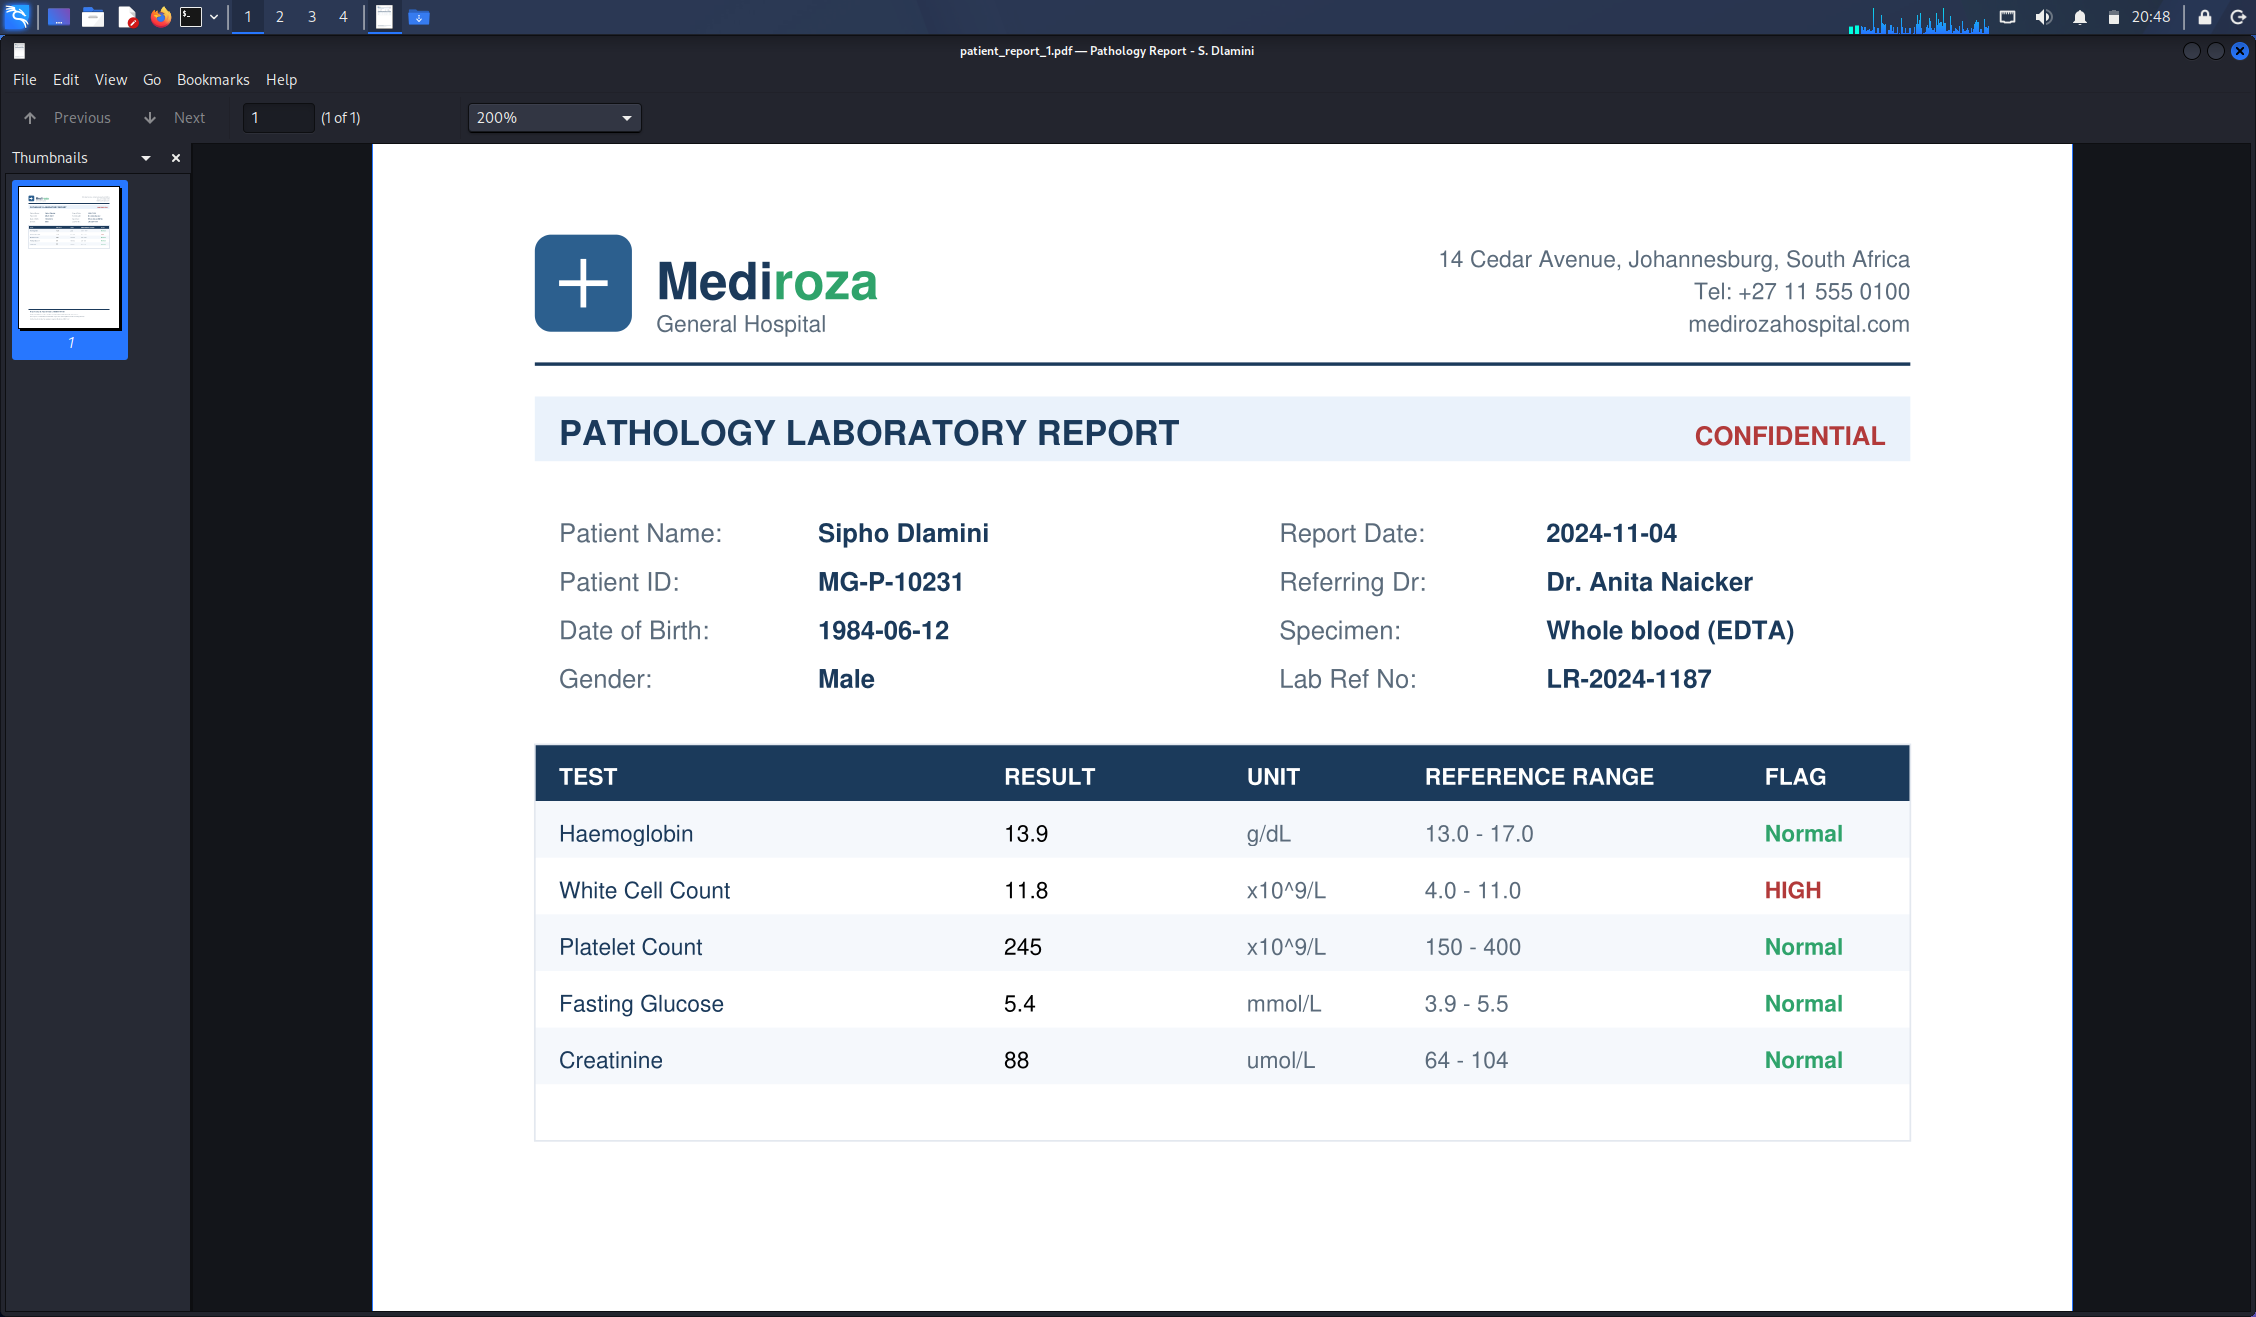 1 2 3 4
20:48
patient_report_1.pdf — Pathology Report - S. Dlamini
File Edit View Go Bookmarks Help
Previous Next 1 (1 of 1) 200%
Thumbnails
1
Mediroza
General Hospital
14 Cedar Avenue, Johannesburg, South Africa
Tel: +27 11 555 0100
medirozahospital.com
PATHOLOGY LABORATORY REPORT CONFIDENTIAL
Patient Name: Sipho Dlamini Report Date: 2024-11-04
Patient ID: MG-P-10231 Referring Dr: Dr. Anita Naicker
Date of Birth: 1984-06-12 Specimen: Whole blood (EDTA)
Gender: Male Lab Ref No: LR-2024-1187
TEST RESULT UNIT REFERENCE RANGE FLAG
Haemoglobin 13.9 g/dL 13.0 - 17.0 Normal
White Cell Count 11.8 x10^9/L 4.0 - 11.0 HIGH
Platelet Count 245 x10^9/L 150 - 400 Normal
Fasting Glucose 5.4 mmol/L 3.9 - 5.5 Normal
Creatinine 88 umol/L 64 - 104 Normal